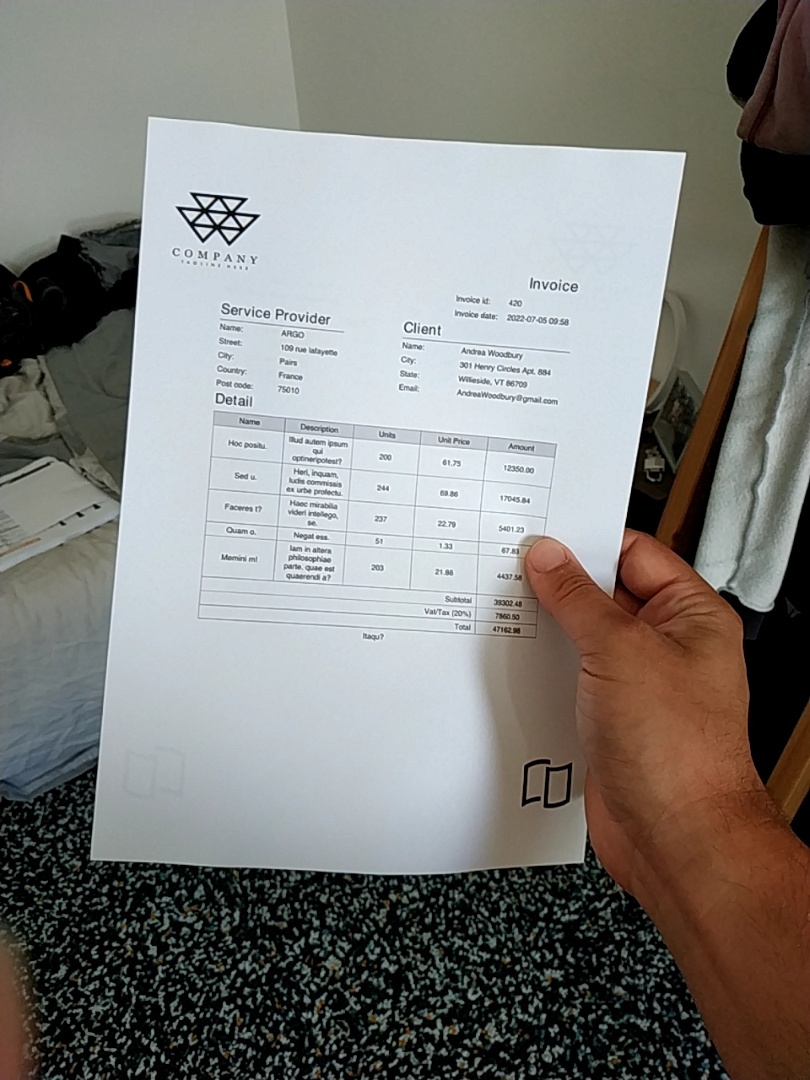 COMPANY
TAGLINE HERE
Invoice
Invoice id: 420
Invoice date: 2022-07-05 09:58
Service Provider
Name: ARGO
Street: 109 rue lafayette
City: Pairs
Country: France
Post code: 75010
Client
Name: Andrea Woodbury
City: 301 Henry Circles Apt. 884
State: Willieside, VT 86709
Email: AndreaWoodbury@gmail.com
Detail
Name Description Units Unit Price Amount
Hoc positu. Illud autem ipsum
qui
optineripotest? 200 61.75 12350.00
Sed u. Heri, inquam,
ludis commissis
ex urbe profectu. 244 69.86 17045.84
Faceres t? Haec mirabilia
videri intellego,
se. 237 22.79 5401.23
Quam o. Negat ess. 51 1.33 67.83
Memini m! Iam in altera
philosophiae
parte. quae est
quaerendi a? 203 21.86 4437.58
Subtotal 39302.48
Vat/Tax (20%) 7860.50
Total 47162.98
Itaqu?